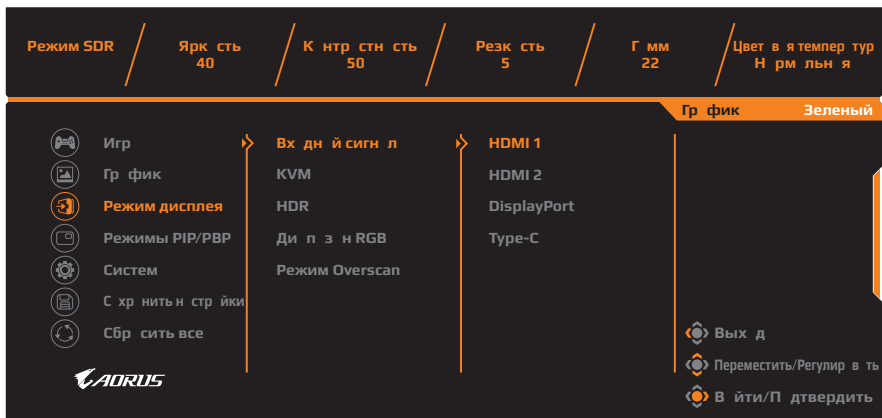 Режим SDR
Ярк сть
40
К нтр стн сть
50
Резк сть
5
Г мм
22
Цвет в я темпер тур
Н рм льн я
Гр фик Зеленый
Игр
Гр фик
Режим дисплея
Режимы PIP/PBP
Систем
С хр нить н стр йки
Сбр сить все
Вх дн й сигн л
KVM
HDR
Ди п з н RGB
Режим Overscan
HDMI 1
HDMI 2
DisplayPort
Type-C
Вых д
Переместить/Регулир в ть
В йти/П дтвердить
AORUS